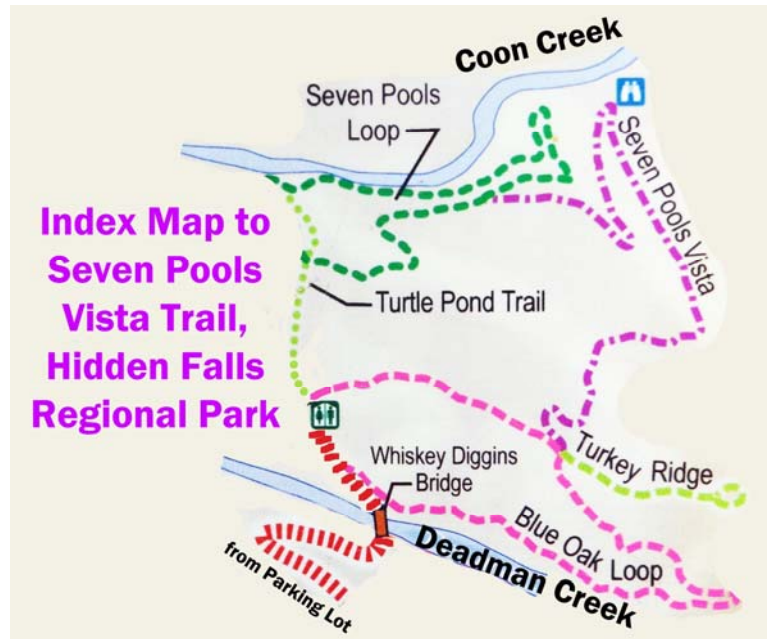 Coon Creek
Seven Pools
Loop
Seven Pools Vista
Index Map to
Seven Pools
Vista Trail,
Hidden Falls
Regional Park
Turtle Pond Trail
Turkey Ridge
Whiskey Diggins
Bridge
Blue Oak Loop
Deadman Creek
from Parking Lot